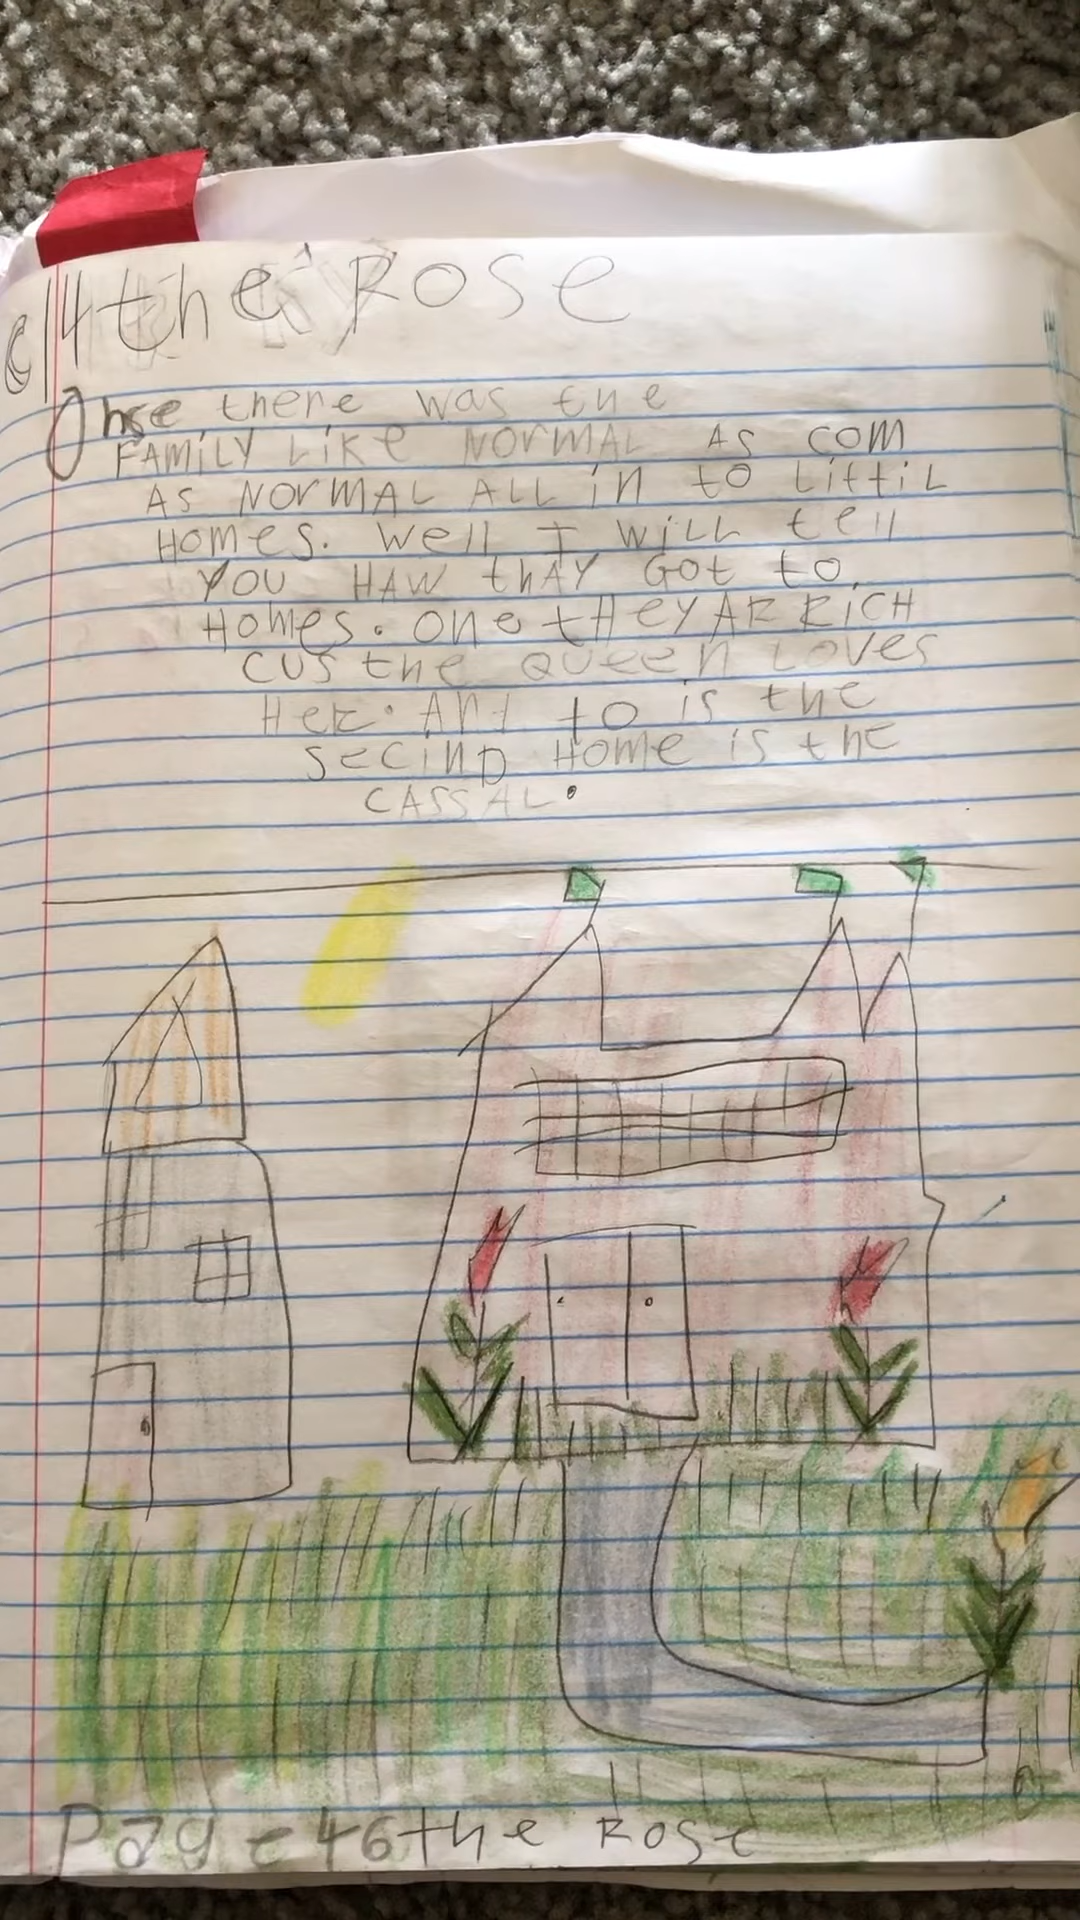 c14 the Rose
Onse there was the
FAMiLY LiKe NORMAL AS COM
AS NORMAL ALL iN to LittiL
HOMES. Well I WiLL tell
YOU HAW tHAY GOt to
HOMES. ONe tHeY AR RiCH
CUS the QUEEN LOVES
HER. ANd tO is the
SeCiND HOME is the
CASSAL.
Page 46 the ROSE